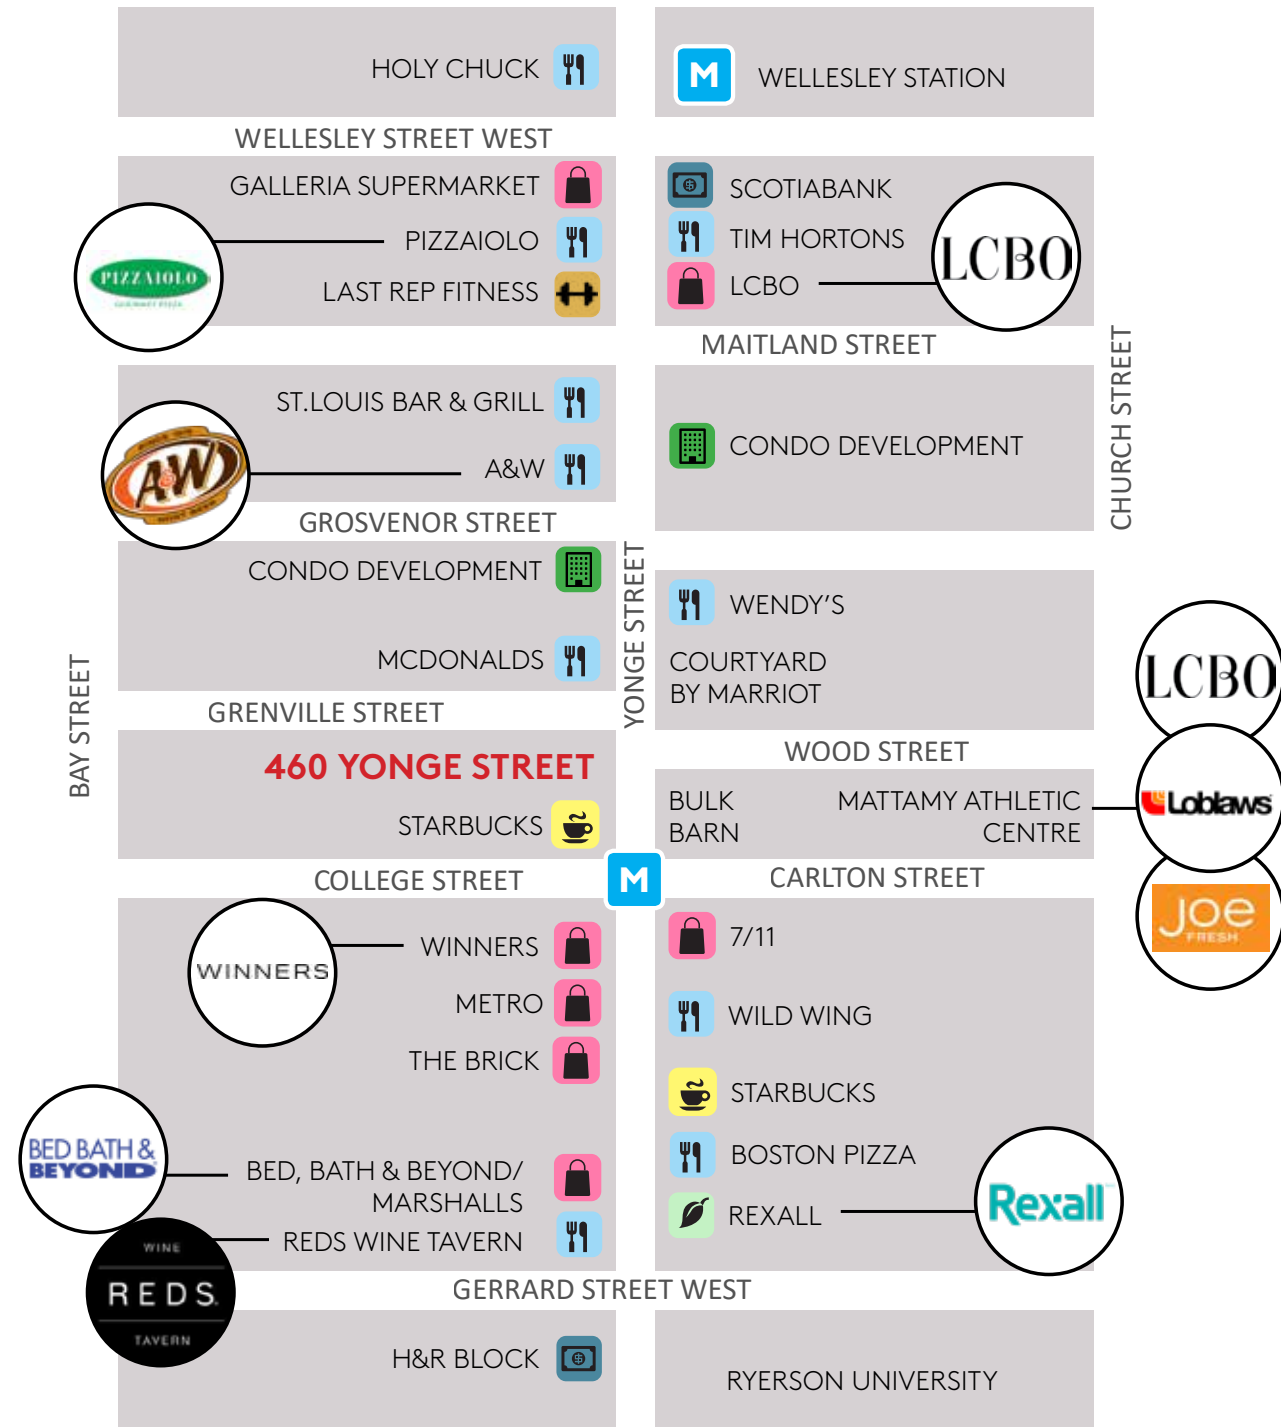 HOLY CHUCK
M
WELLESLEY STATION
WELLESLEY STREET WEST
GALLERIA SUPERMARKET
PIZZAIOLO
PIZZAIOLO
LAST REP FITNESS
SCOTIABANK
TIM HORTONS
LCBO
LCBO
MAITLAND STREET
CHURCH STREET
ST.LOUIS BAR & GRILL
A&W
A&W
CONDO DEVELOPMENT
GROSVENOR STREET
CONDO DEVELOPMENT
MCDONALDS
YONGE STREET
WENDY'S
COURTYARD
BY MARRIOT
BAY STREET
GRENVILLE STREET
WOOD STREET
460 YONGE STREET
STARBUCKS
BULK
BARN
MATTAMY ATHLETIC
CENTRE
LCBO
Loblaws
JOE
FRESH
COLLEGE STREET
M
CARLTON STREET
WINNERS
WINNERS
METRO
THE BRICK
7/11
WILD WING
STARBUCKS
BOSTON PIZZA
REXALL
Rexall
BED BATH &
BEYOND
BED, BATH & BEYOND/
MARSHALLS
REDS WINE TAVERN
WINE
REDS.
TAVERN
GERRARD STREET WEST
H&R BLOCK
RYERSON UNIVERSITY